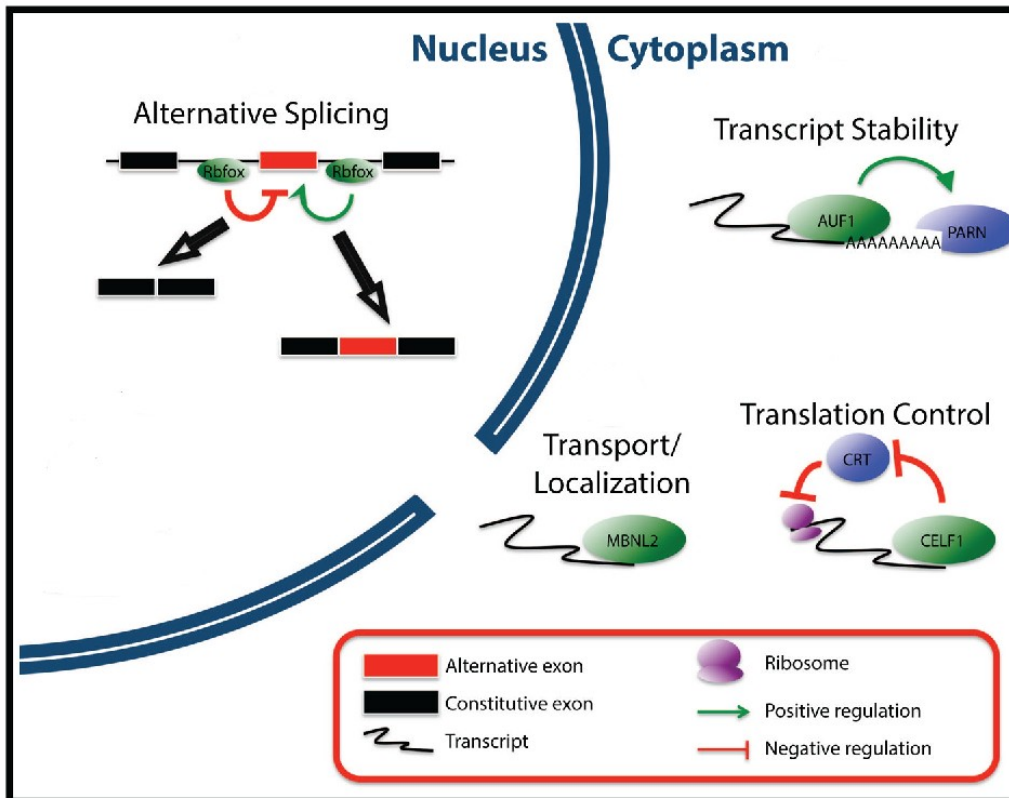 Nucleus
Cytoplasm
Alternative Splicing
Rbfox
Rbfox
Transcript Stability
AUF1
AAAAAAAAA
PARN
Transport/
Localization
MBNL2
Translation Control
CRT
CELF1
Alternative exon
Constitutive exon
Transcript
Ribosome
Positive regulation
Negative regulation